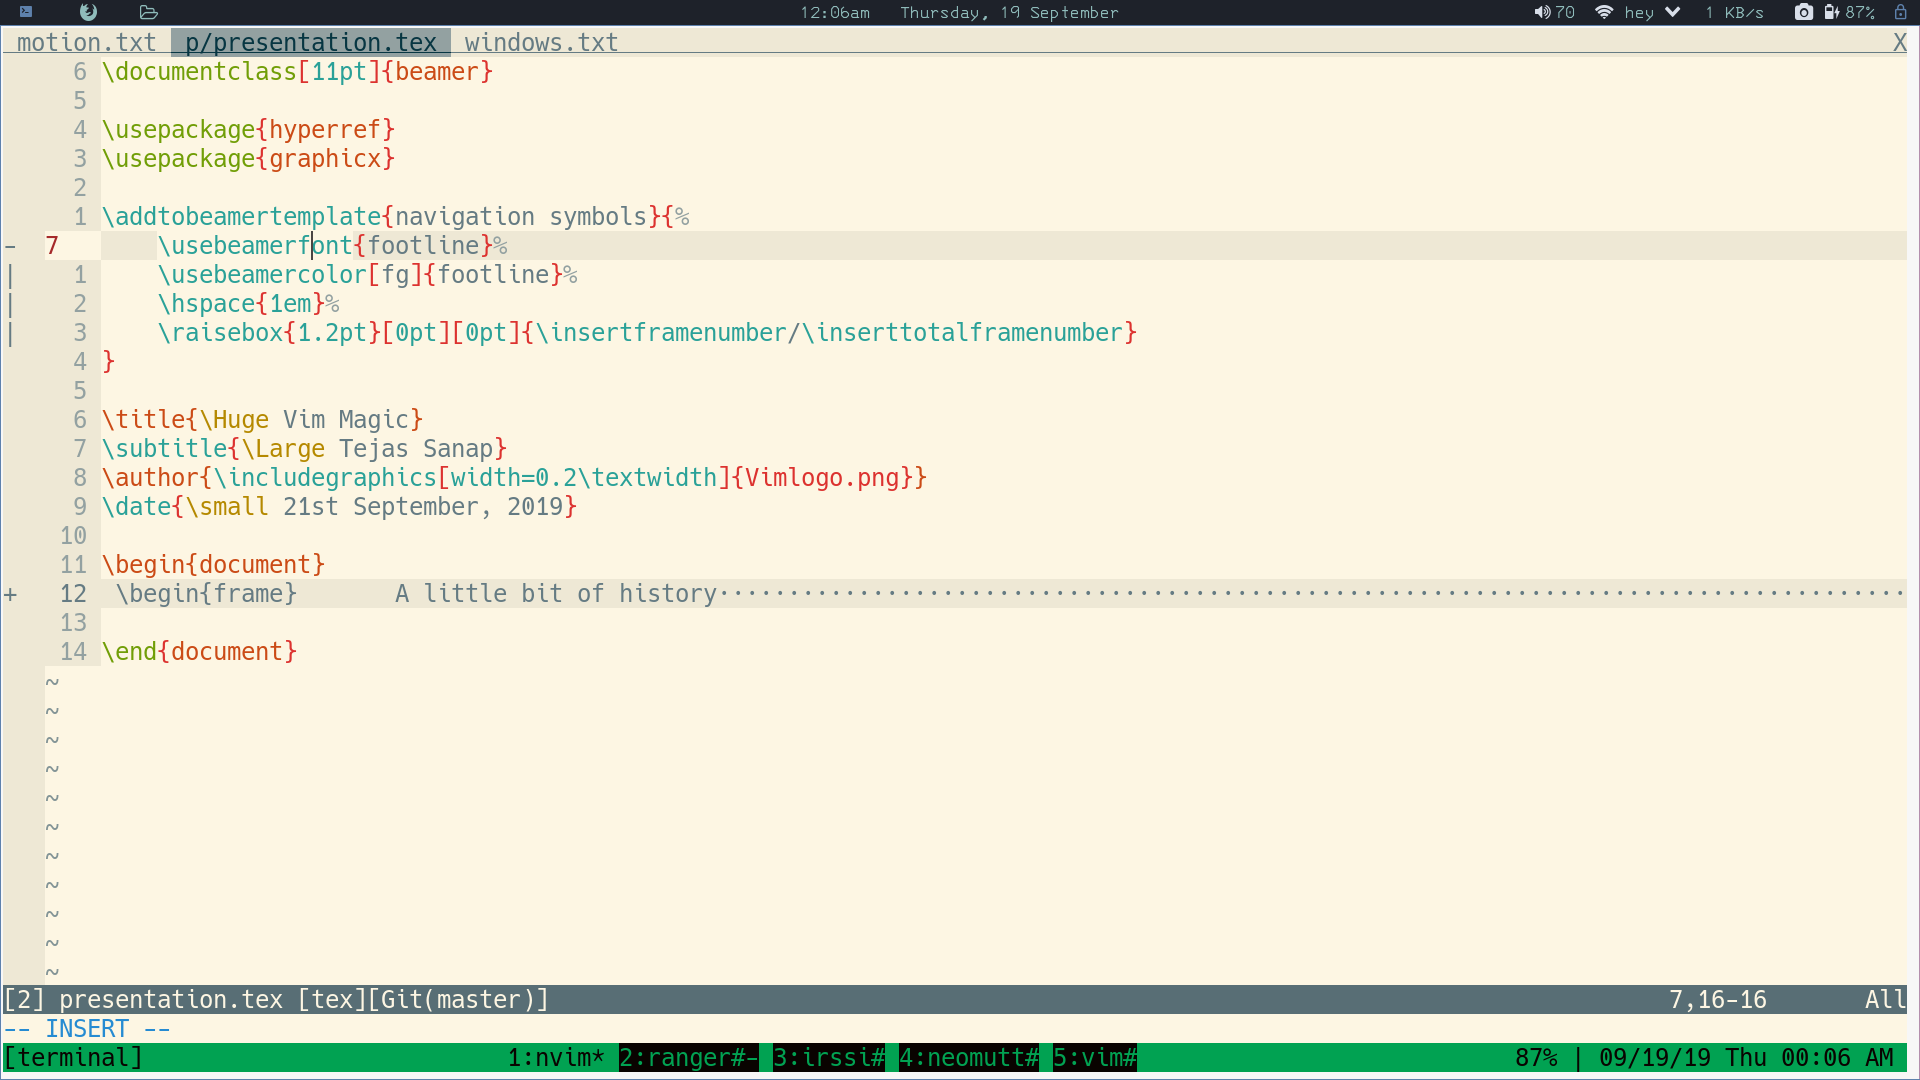 12:06am Thursday, 19 September 70 hey 1 KB/s 87%
motion.txt p/presentation.tex windows.txt X
6 \documentclass[11pt]{beamer}
5
4 \usepackage{hyperref}
3 \usepackage{graphicx}
2
1 \addtobeamertemplate{navigation symbols}{%
- 7 \usebeamerfont{footline}%
| 1 \usebeamercolor[fg]{footline}%
| 2 \hspace{1em}%
| 3 \raisebox{1.2pt}[0pt][0pt]{\insertframenumber/\inserttotalframenumber}
4 }
5
6 \title{\Huge Vim Magic}
7 \subtitle{\Large Tejas Sanap}
8 \author{\includegraphics[width=0.2\textwidth]{Vimlogo.png}}
9 \date{\small 21st September, 2019}
10
11 \begin{document}
+ 12 \begin{frame} A little bit of history·····················································································
13
14 \end{document}
~
~
~
~
~
~
~
~
~
~
~
[2] presentation.tex [tex][Git(master)] 7,16-16 All
-- INSERT --
[terminal] 1:nvim* 2:ranger#- 3:irssi# 4:neomutt# 5:vim# 87% | 09/19/19 Thu 00:06 AM